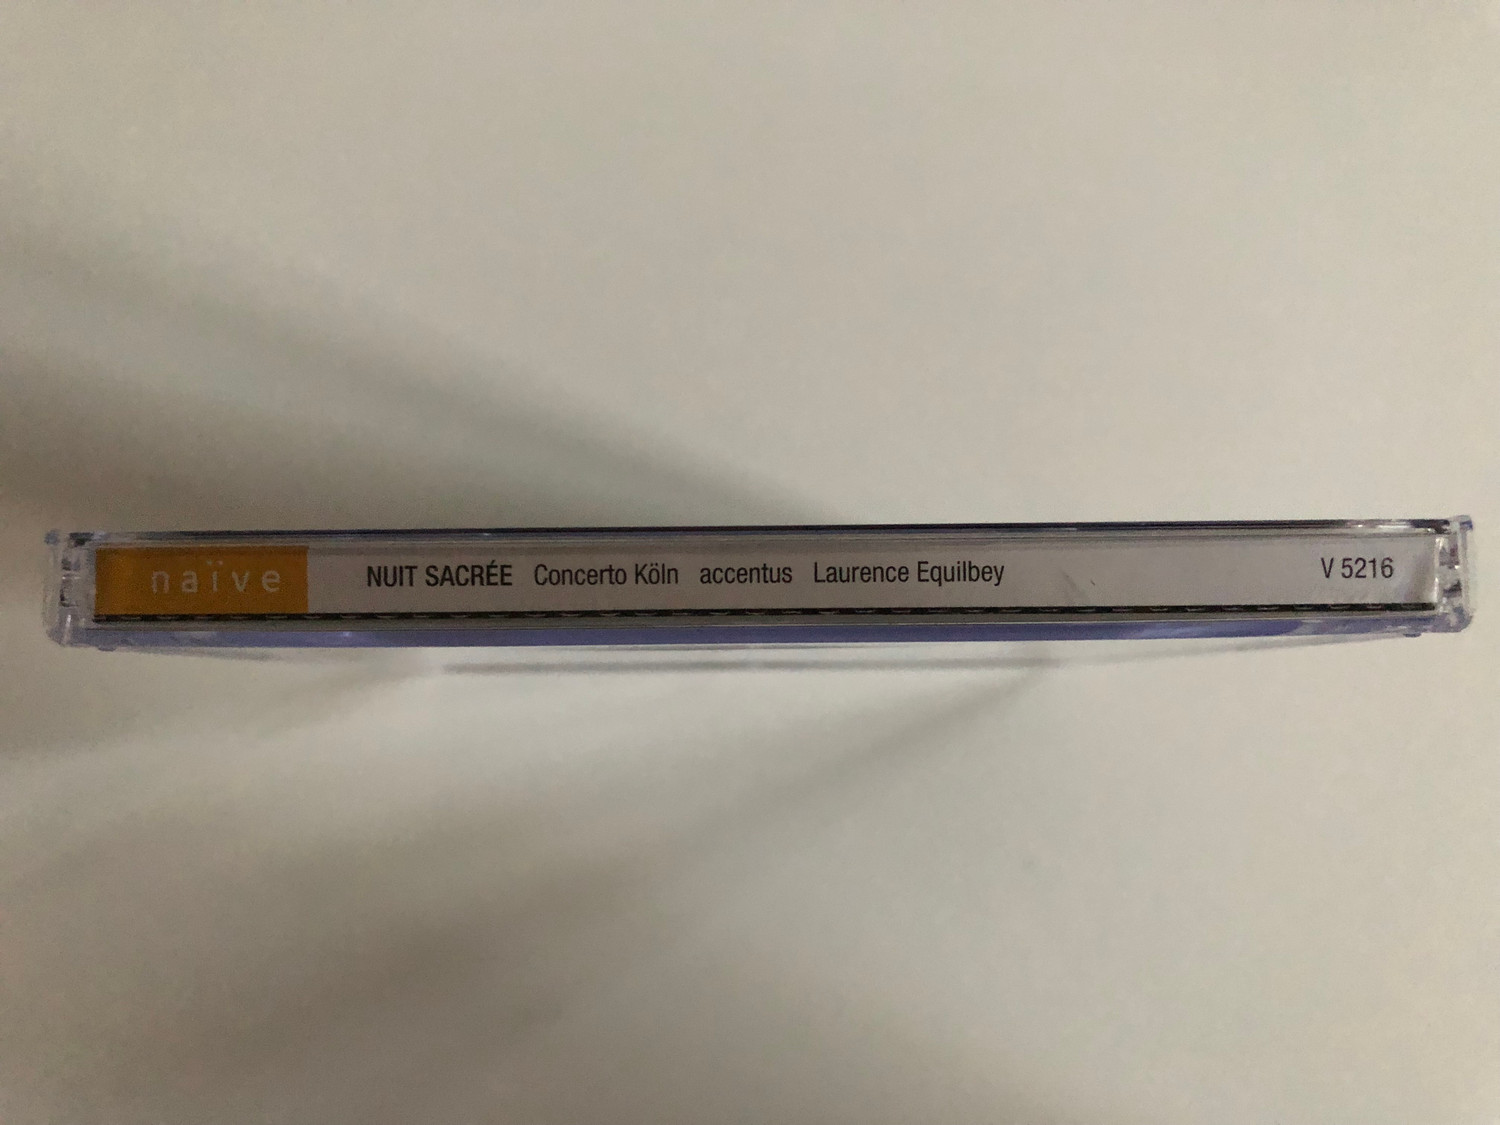 naïve NUIT SACRÉE Concerto Köln accentus Laurence Equilbey V 5216